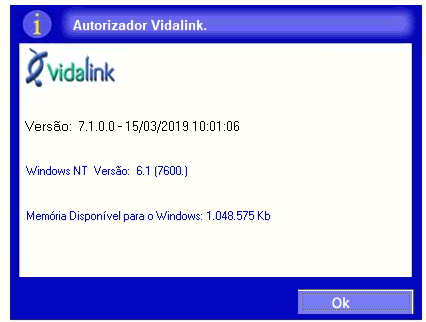 Autorizador Vidalink.
vidalink
Versão: 7.1.0.0 - 15/03/2019 10:01:06
Windows NT Versão: 6.1 (7600.)
Memória Disponível para o Windows: 1.048.575 Kb
Ok